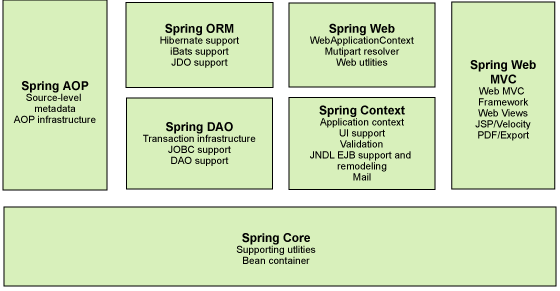 Spring AOP
Source-level
metadata
AOP infrastructure
Spring ORM
Hibernate support
iBats support
JDO support
Spring DAO
Transaction infrastructure
JOBC support
DAO support
Spring Web
WebApplicationContext
Mutipart resolver
Web utlities
Spring Context
Application context
UI support
Validation
JNDL EJB support and
remodeling
Mail
Spring Web
MVC
Web MVC
Framework
Web Views
JSP/Velocity
PDF/Export
Spring Core
Supporting utlities
Bean container